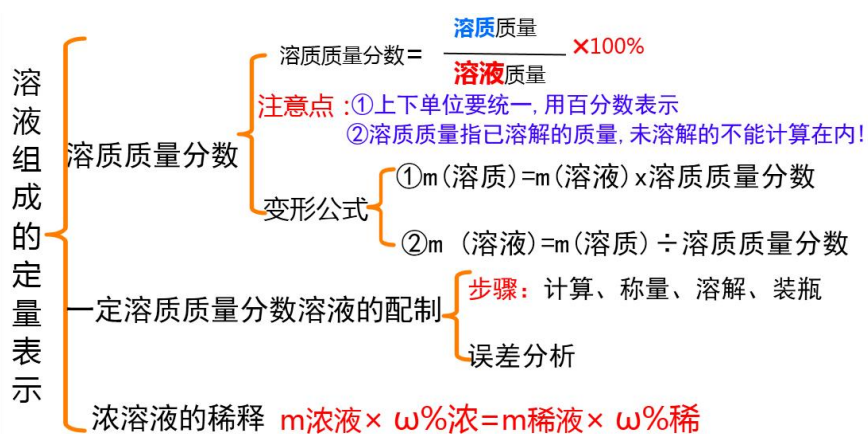 溶液组成的定量表示
溶质质量分数
溶质质量分数=
溶质质量
溶液质量
×100%
注意点:①上下单位要统一,用百分数表示
②溶质质量指已溶解的质量,未溶解的不能计算在内!
变形公式
①m(溶质)=m(溶液)x溶质质量分数
②m (溶液)=m(溶质)÷溶质质量分数
一定溶质质量分数溶液的配制
步骤:计算、称量、溶解、装瓶
误差分析
浓溶液的稀释 m浓液× ω%浓=m稀液× ω%稀